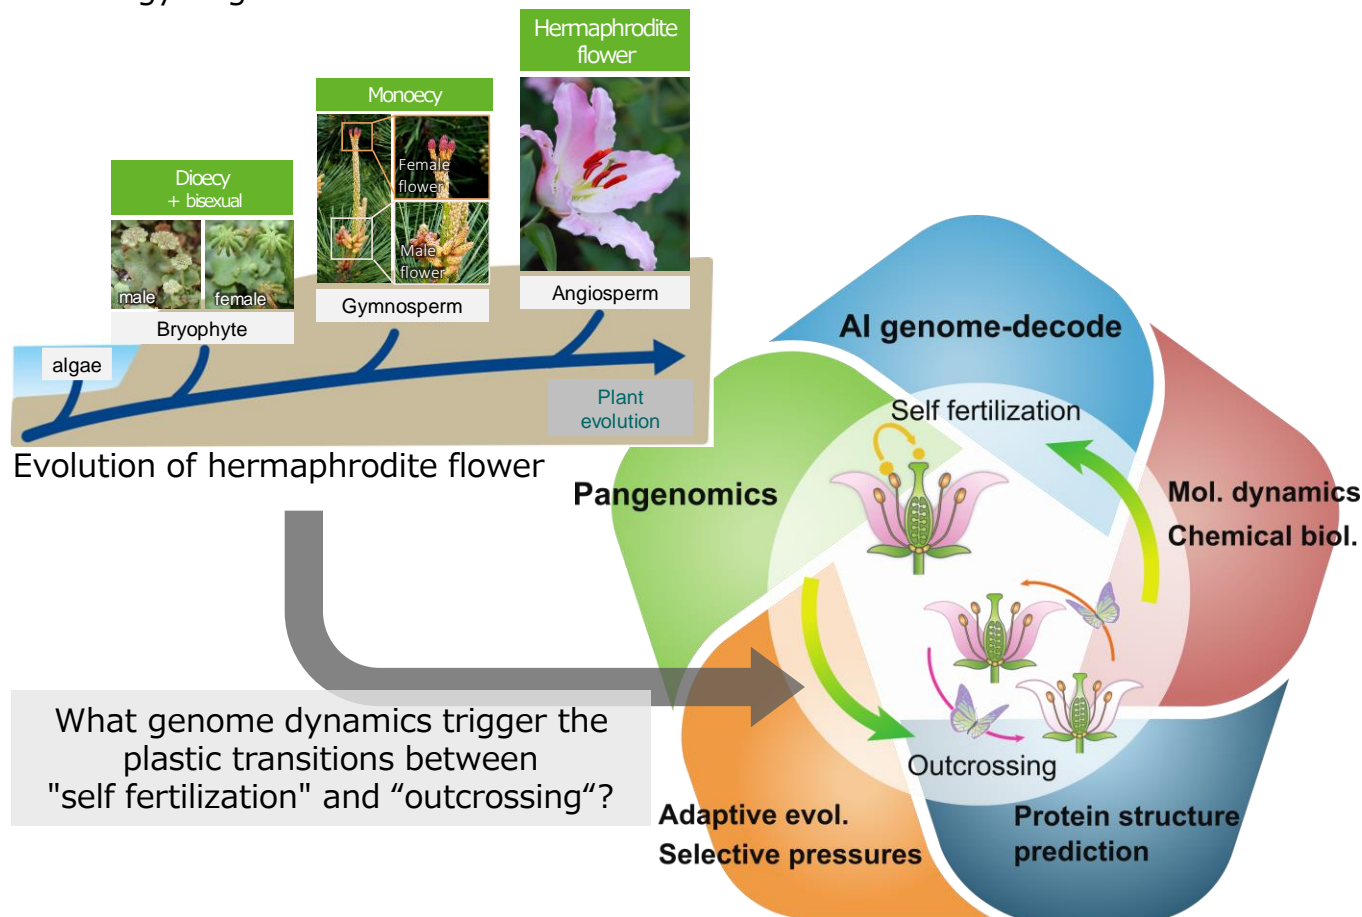 Hermaphrodite
flower
Monoecy
Female
flower
Male
flower
Dioecy
+ bisexual
male
female
Bryophyte
Gymnosperm
Angiosperm
algae
Plant
evolution
Evolution of hermaphrodite flower
What genome dynamics trigger the
plastic transitions between
"self fertilization" and “outcrossing“?
AI genome-decode
Self fertilization
Pangenomics
Mol. dynamics
Chemical biol.
Outcrossing
Adaptive evol.
Selective pressures
Protein structure
prediction